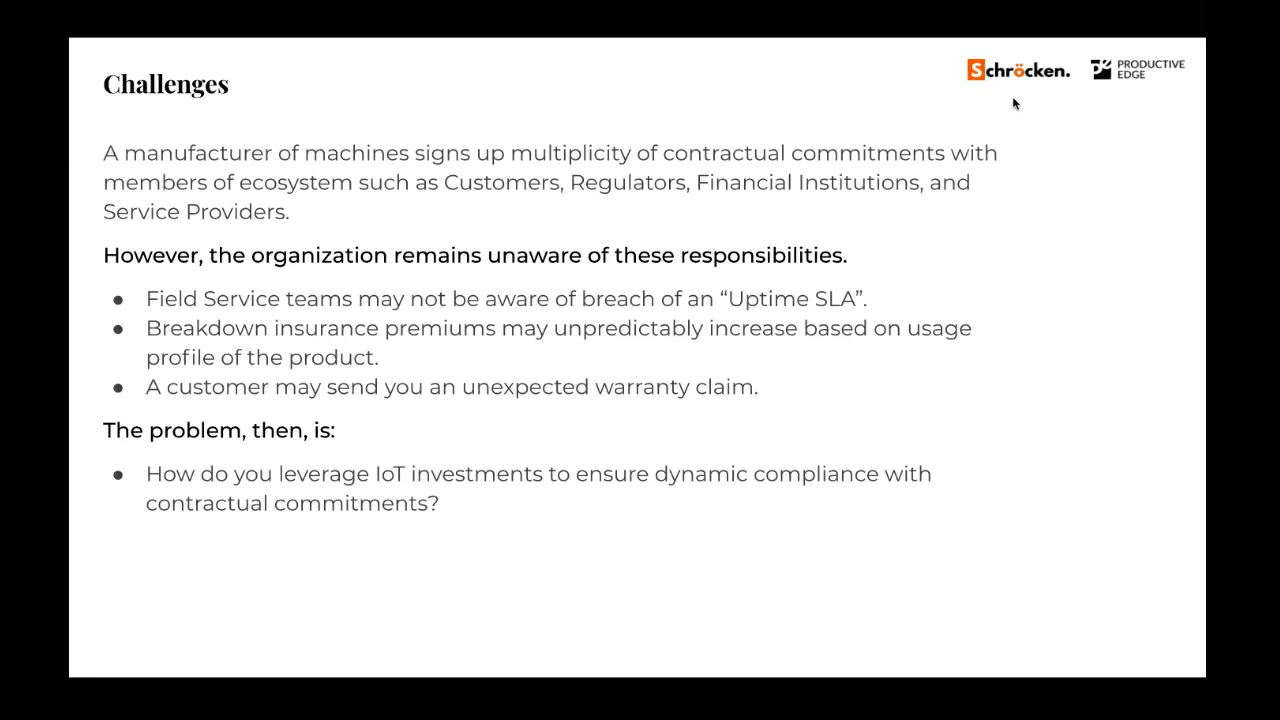 Challenges
Schröcken.
PRODUCTIVE
EDGE
A manufacturer of machines signs up multiplicity of contractual commitments with
members of ecosystem such as Customers, Regulators, Financial Institutions, and
Service Providers.
However, the organization remains unaware of these responsibilities.
● Field Service teams may not be aware of breach of an “Uptime SLA”.
● Breakdown insurance premiums may unpredictably increase based on usage
profile of the product.
● A customer may send you an unexpected warranty claim.
The problem, then, is:
● How do you leverage IoT investments to ensure dynamic compliance with
contractual commitments?